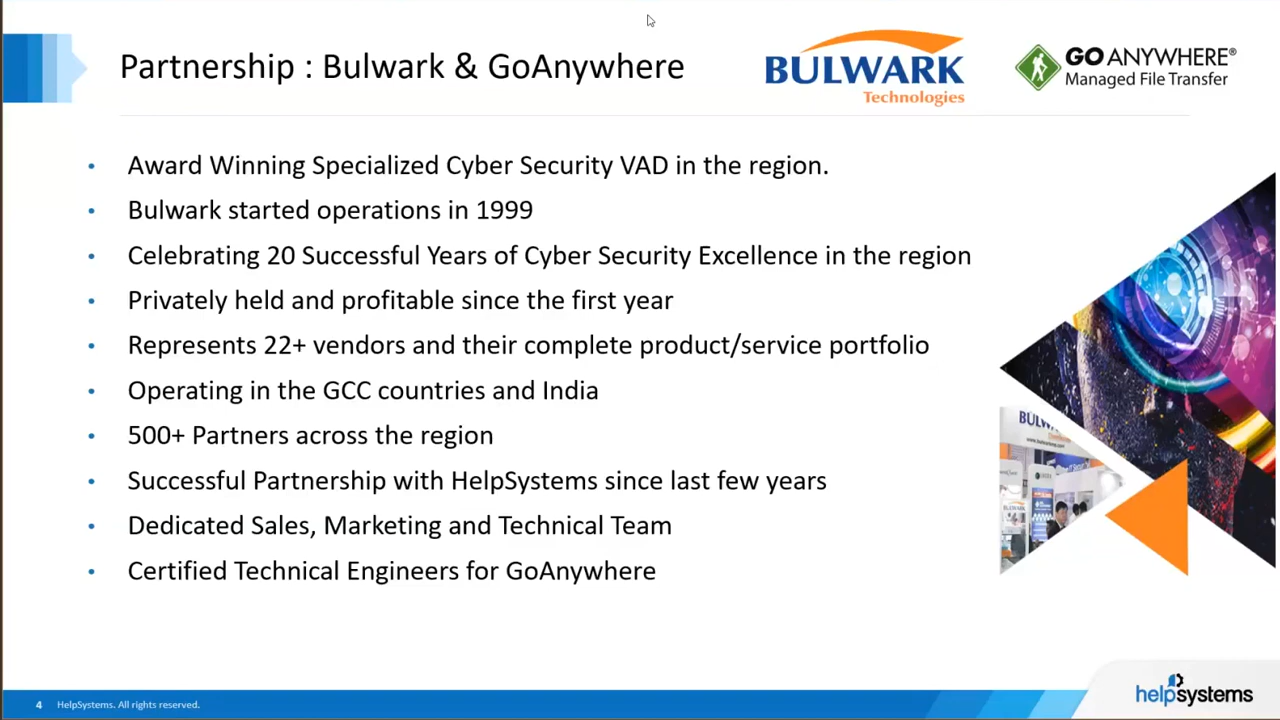 Partnership : Bulwark & GoAnywhere
BULWARK
Technologies
GO ANYWHERE®
Managed File Transfer
• Award Winning Specialized Cyber Security VAD in the region.
• Bulwark started operations in 1999
• Celebrating 20 Successful Years of Cyber Security Excellence in the region
• Privately held and profitable since the first year
• Represents 22+ vendors and their complete product/service portfolio
• Operating in the GCC countries and India
• 500+ Partners across the region
• Successful Partnership with HelpSystems since last few years
• Dedicated Sales, Marketing and Technical Team
• Certified Technical Engineers for GoAnywhere
BULW
4 HelpSystems. All rights reserved.
helpsystems